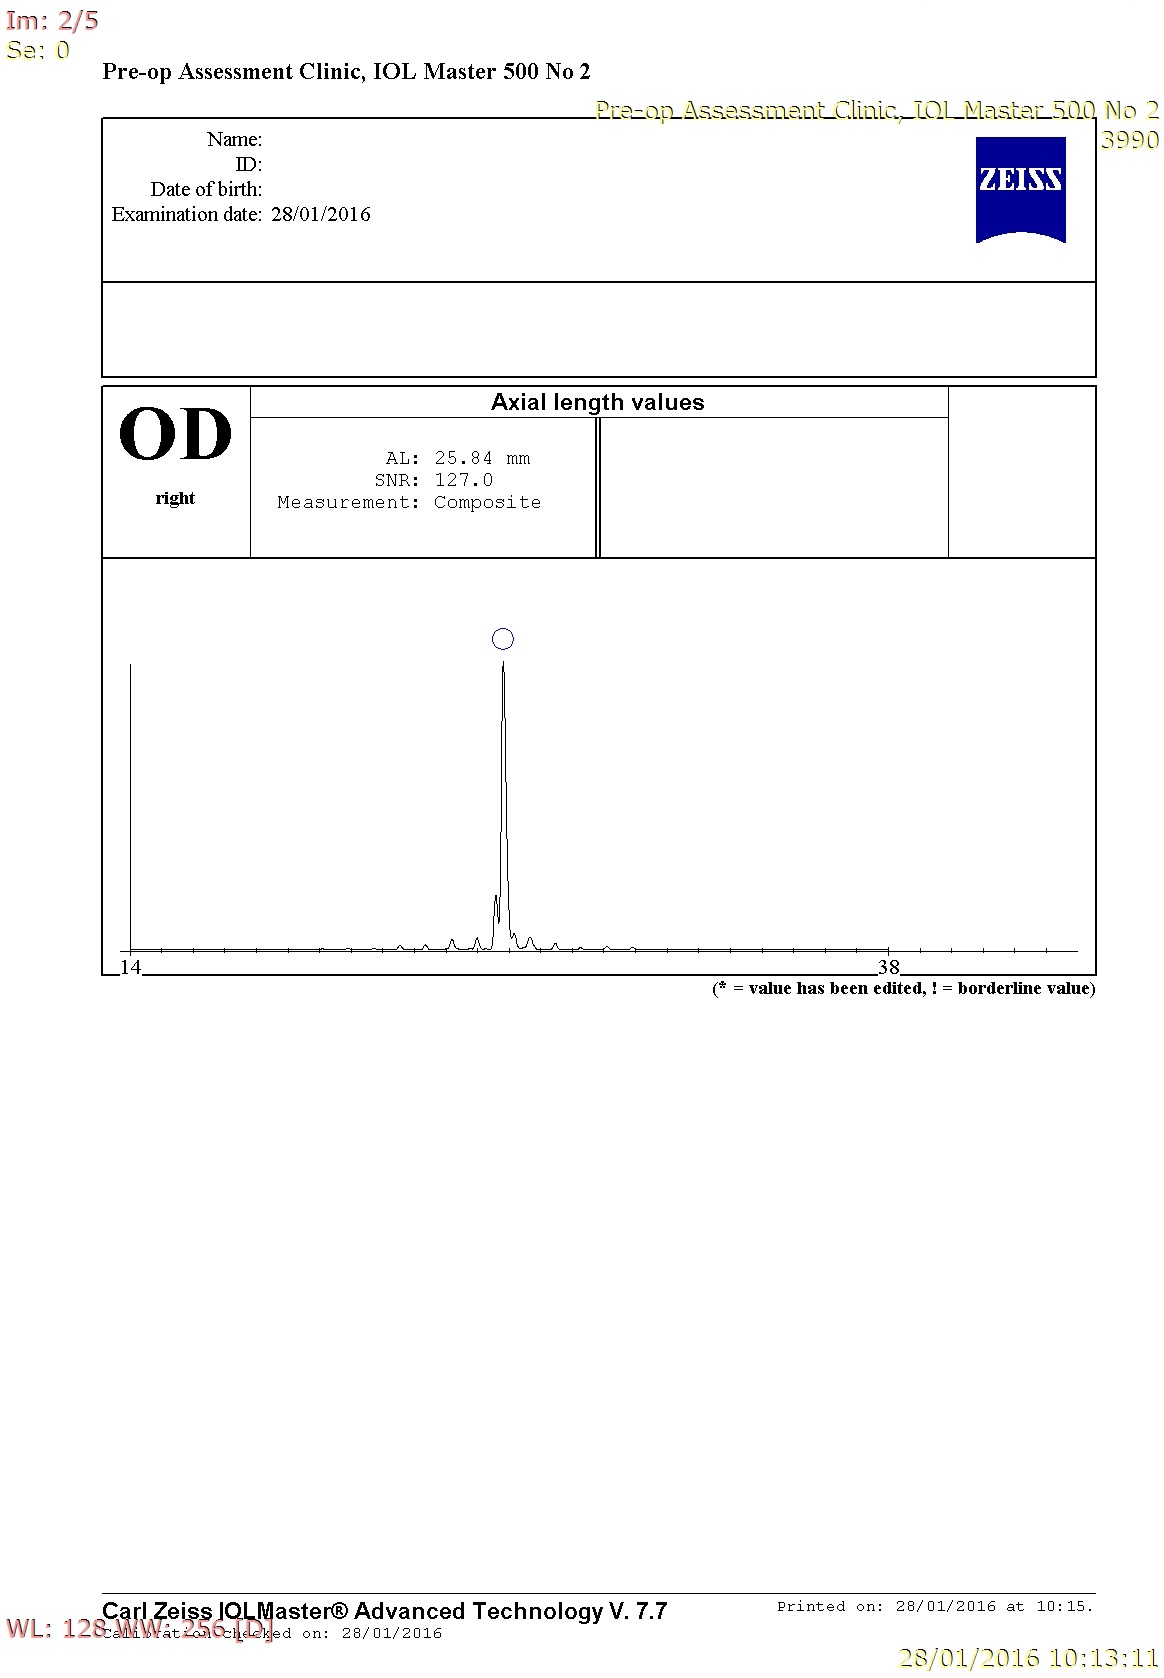 Im: 2/5
Se: 0
Pre-op Assessment Clinic, IOL Master 500 No 2
Pre-op Assessment Clinic, IOL Master 500 No 2
3990
Name:
ID:
Date of birth:
Examination date: 28/01/2016
ZEISS
OD
right
Axial length values
AL: 25.84 mm
SNR: 127.0
Measurement: Composite
14
38
(* = value has been edited, ! = borderline value)
Carl Zeiss IOLMaster® Advanced Technology V. 7.7
Printed on: 28/01/2016 at 10:15.
WL: 128 WW: 256 [D]
Calibration checked on: 28/01/2016
28/01/2016 10:13:11